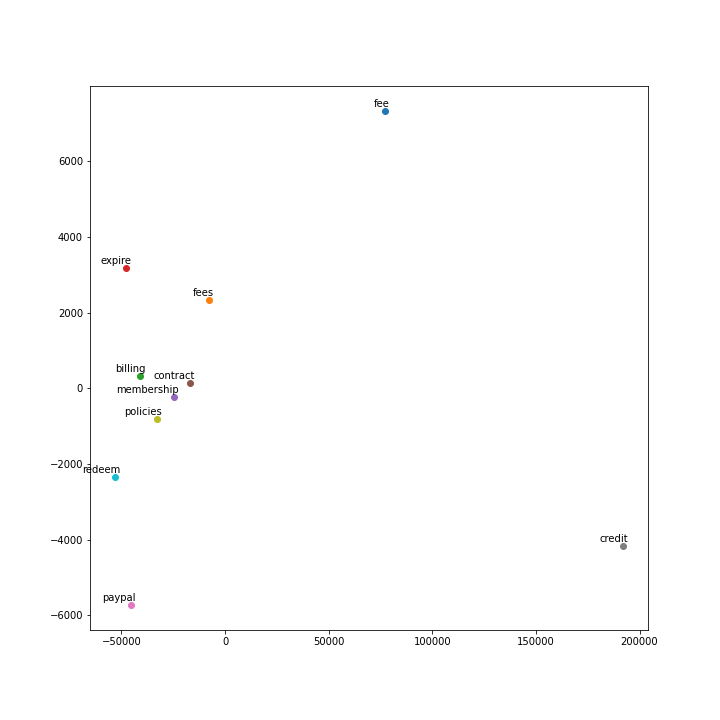 fee
6000
4000
expire
fees
2000
billing
contract
0
membership
policies
−2000
redeem
−4000
credit
paypal
−6000
−50000 0 50000 100000 150000 200000